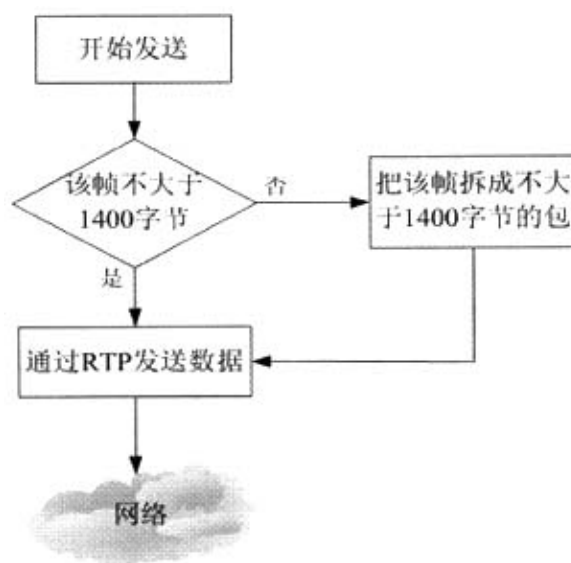 开始发送
该帧不大于
1400字节
否
把该帧拆成不大
于1400字节的包
是
通过RTP发送数据
网络